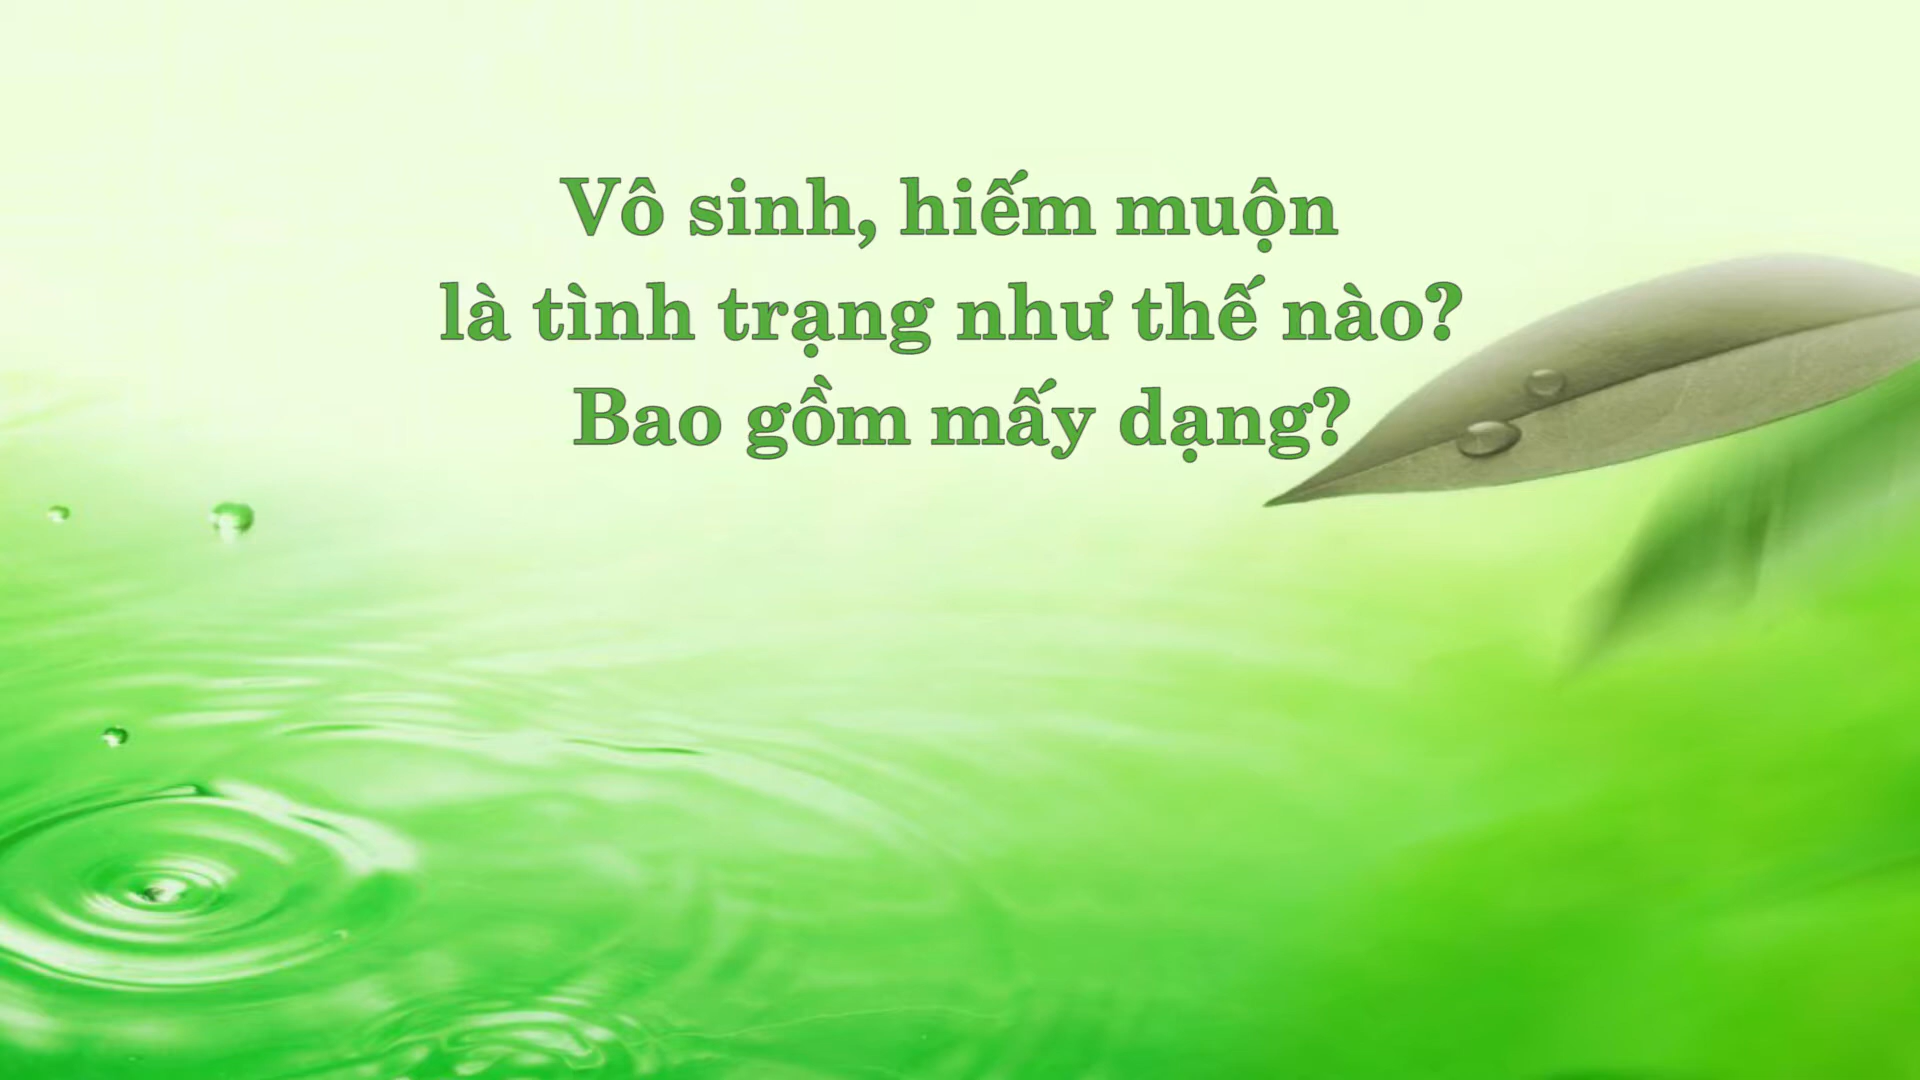 Vô sinh, hiếm muộn
là tình trạng như thế nào?
Bao gồm mấy dạng?